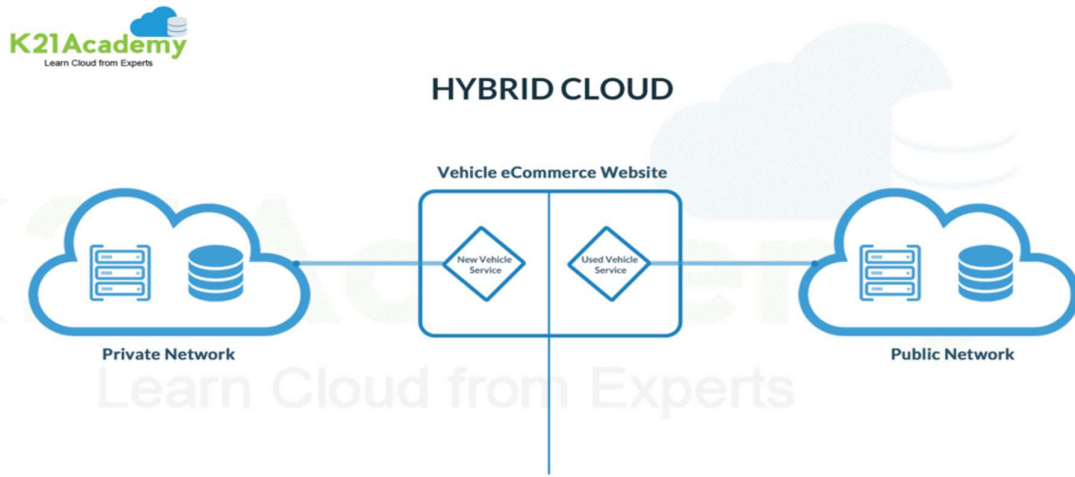 K21Academy
Learn Cloud from Experts
HYBRID CLOUD
Vehicle eCommerce Website
New Vehicle
Service
Used Vehicle
Service
Private Network
Public Network
K21Academy
Learn Cloud from Experts